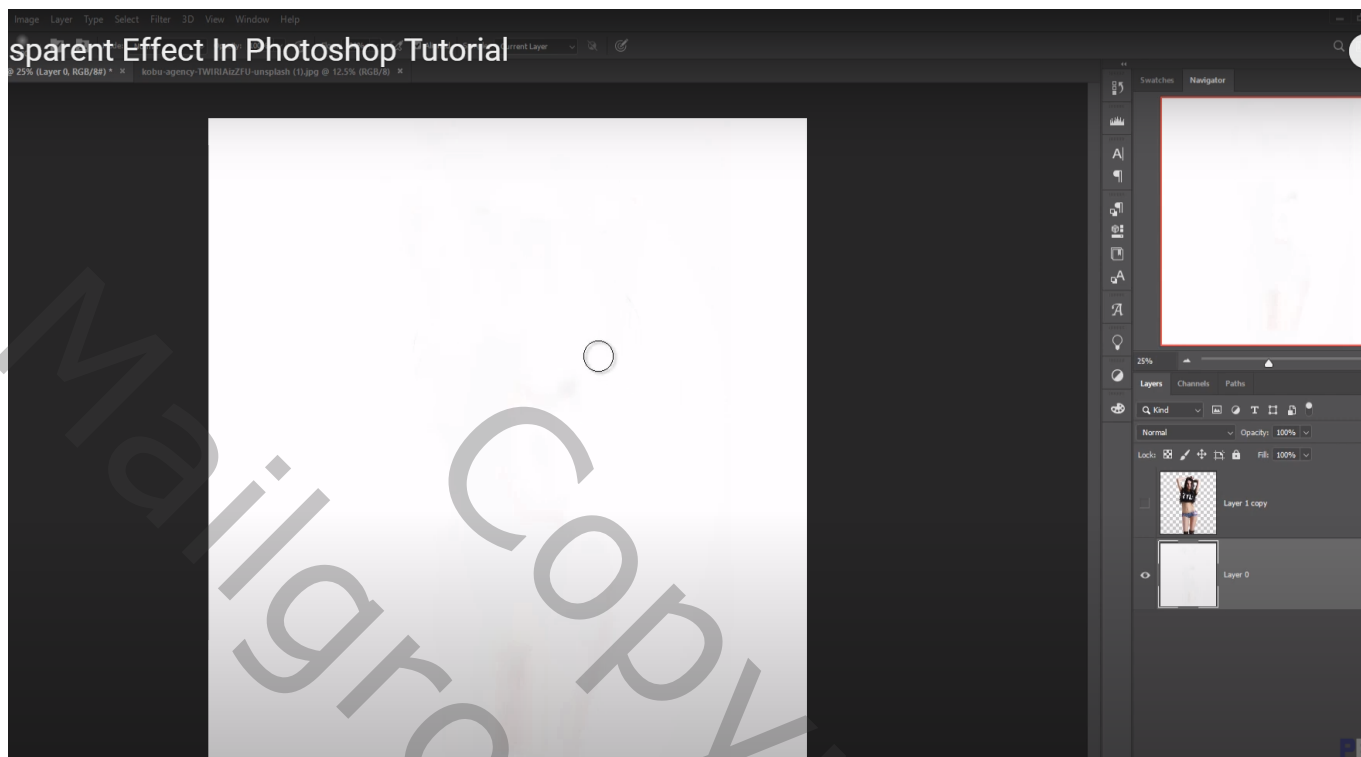 Image Layer Type Select Filter 3D View Window Help
sparent Effect In Photoshop Tutorial
urrent Layer
@ 25% (Layer 0, RGB/8#) * × kobu-agency-TWIRIAizZFU-unsplash (1).jpg @ 12.5% (RGB/8) ×
Swatches Navigator
25%
Layers Channels Paths
Kind
Normal Opacity: 100%
Lock: Fill: 100%
Layer 1 copy
Layer 0
Mailgro
Copy